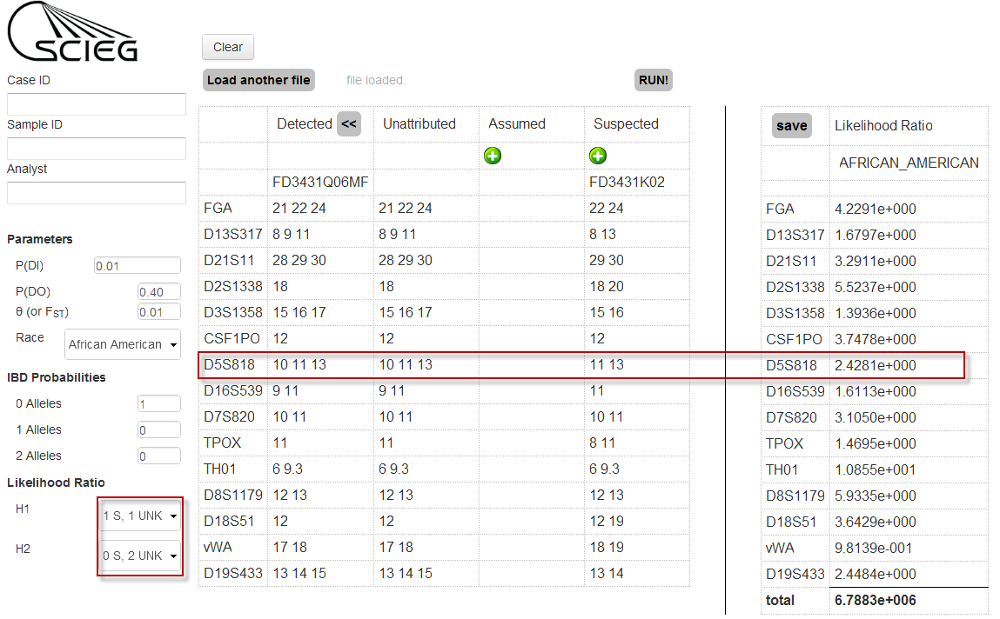 SCIEG
Clear
Case ID
Load another file file loaded. RUN!
Sample ID
Analyst
Parameters
P(DI) 0.01
P(DO) 0.40
θ (or FST) 0.01
Race African American
IBD Probabilities
0 Alleles 1
1 Alleles 0
2 Alleles 0
Likelihood Ratio
H1 1 S, 1 UNK
H2 0 S, 2 UNK
Detected << Unattributed Assumed Suspected
FD3431Q06MF FD3431K02
FGA 21 22 24 21 22 24 22 24
D13S317 8 9 11 8 9 11 8 13
D21S11 28 29 30 28 29 30 29 30
D2S1338 18 18 18 20
D3S1358 15 16 17 15 16 17 15 16
CSF1PO 12 12 12
D5S818 10 11 13 10 11 13 11 13
D16S539 9 11 9 11 11
D7S820 10 11 10 11 10 11
TPOX 11 11 8 11
TH01 6 9.3 6 9.3 6 9.3
D8S1179 12 13 12 13 12 13
D18S51 12 12 12 19
vWA 17 18 17 18 18 19
D19S433 13 14 15 13 14 15 13 14
save Likelihood Ratio
AFRICAN_AMERICAN
FGA 4.2291e+000
D13S317 1.6797e+000
D21S11 3.2911e+000
D2S1338 5.5237e+000
D3S1358 1.3936e+000
CSF1PO 3.7478e+000
D5S818 2.4281e+000
D16S539 1.6113e+000
D7S820 3.1050e+000
TPOX 1.4695e+000
TH01 1.0855e+001
D8S1179 5.9335e+000
D18S51 3.6429e+000
vWA 9.8139e-001
D19S433 2.4484e+000
total 6.7883e+006